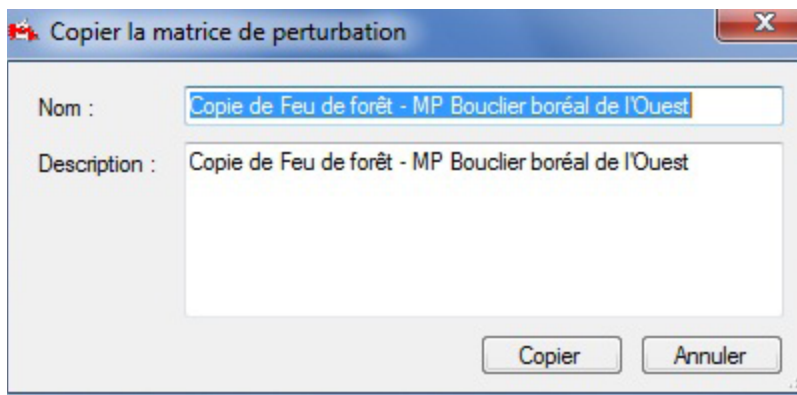 Copier la matrice de perturbation
Nom : Copie de Feu de forêt - MP Bouclier boréal de l'Ouest
Description : Copie de Feu de forêt - MP Bouclier boréal de l'Ouest
Copier Annuler